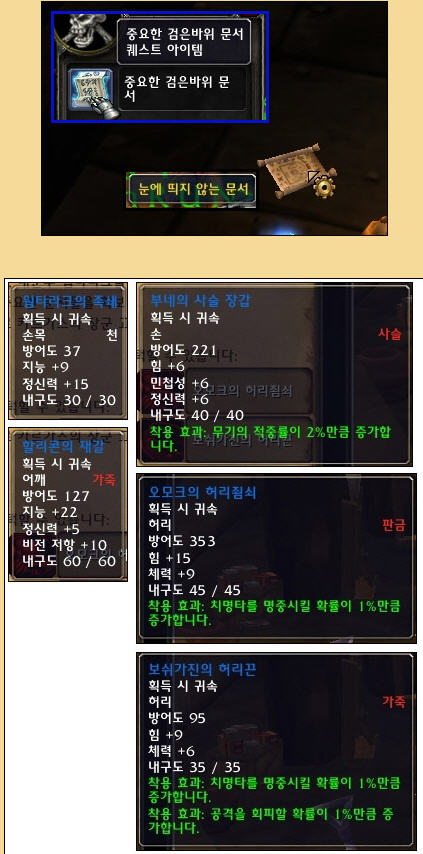 중요한 검은바위 문서
퀘스트 아이템
중요한 검은바위 문
서
눈에 띄지 않는 문서
획득 시 귀속
손목 천
방어도 37
지능 +9
정신력 +15
내구도 30 / 30
할리콘의 재갈
획득 시 귀속
어깨 가죽
방어도 127
지능 +22
정신력 +5
비전 저항 +10
내구도 60 / 60
부네의 사슬 장갑
획득 시 귀속
손
사슬
방어도 221
힘 +6
민첩성 +6
정신력 +6
내구도 40 / 40
착용 효과: 무기의 적중률이 2%만큼 증가합
니다.
오모크의 허리죔쇠
획득 시 귀속
허리 판금
방어도 353
힘 +15
체력 +9
내구도 45 / 45
착용 효과: 치명타를 명중시킬 확률이 1%만큼
증가합니다.
보쉬가진의 허리끈
획득 시 귀속
허리 가죽
방어도 95
힘 +9
체력 +6
내구도 35 / 35
착용 효과: 치명타를 명중시킬 확률이 1%만큼
증가합니다.
착용 효과: 공격을 회피할 확률이 1%만큼 증
가합니다.